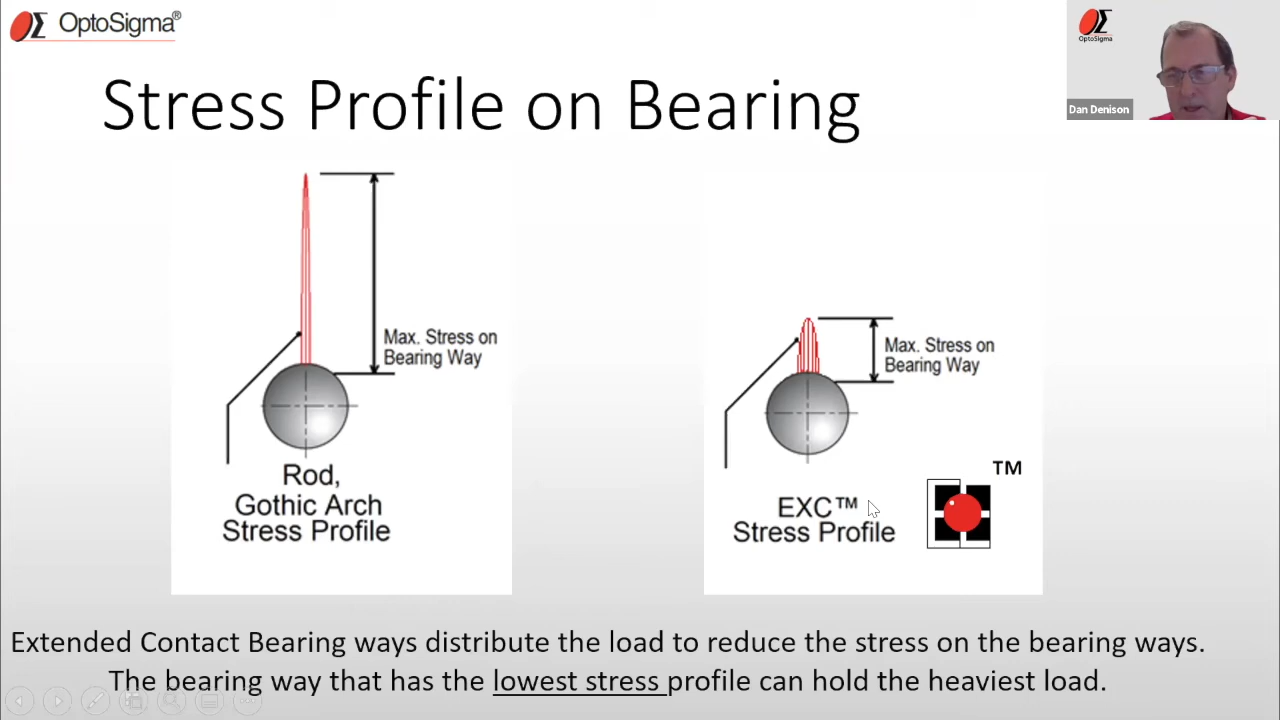 OptoSigma®
OptoSigma
Dan Denison
Stress Profile on Bearing
Max. Stress on
Bearing Way
Rod,
Gothic Arch
Stress Profile
Max. Stress on
Bearing Way
EXC™
Stress Profile
TM
Extended Contact Bearing ways distribute the load to reduce the stress on the bearing ways.
The bearing way that has the lowest stress profile can hold the heaviest load.